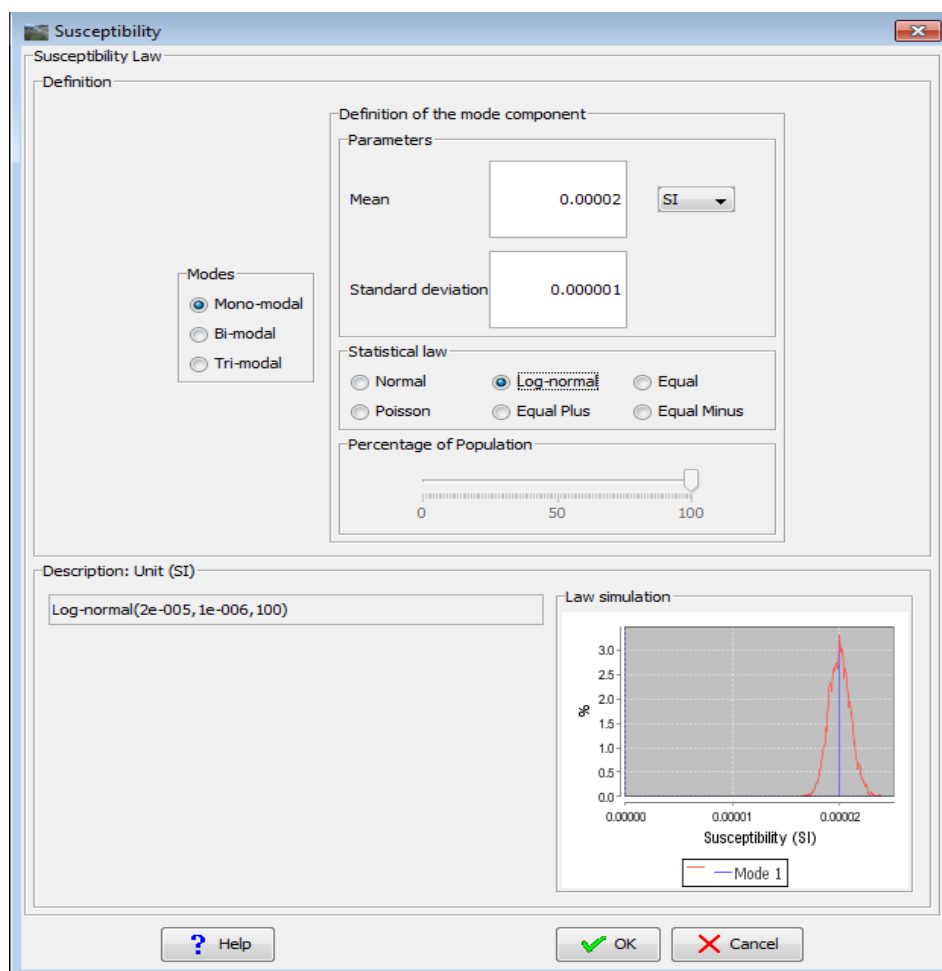 Susceptibility
Susceptibility Law
Definition
Definition of the mode component
Parameters
Mean 0.00002 SI
Standard deviation 0.000001
Modes
Mono-modal
Bi-modal
Tri-modal
Statistical law
Normal Log-normal Equal
Poisson Equal Plus Equal Minus
Percentage of Population
0 50 100
Description: Unit (SI)
Log-normal(2e-005,1e-006,100)
Law simulation
3.0
2.5
2.0
1.5
1.0
0.5
0.0
%
0.00000 0.00001 0.00002
Susceptibility (SI)
Mode 1
? Help OK Cancel